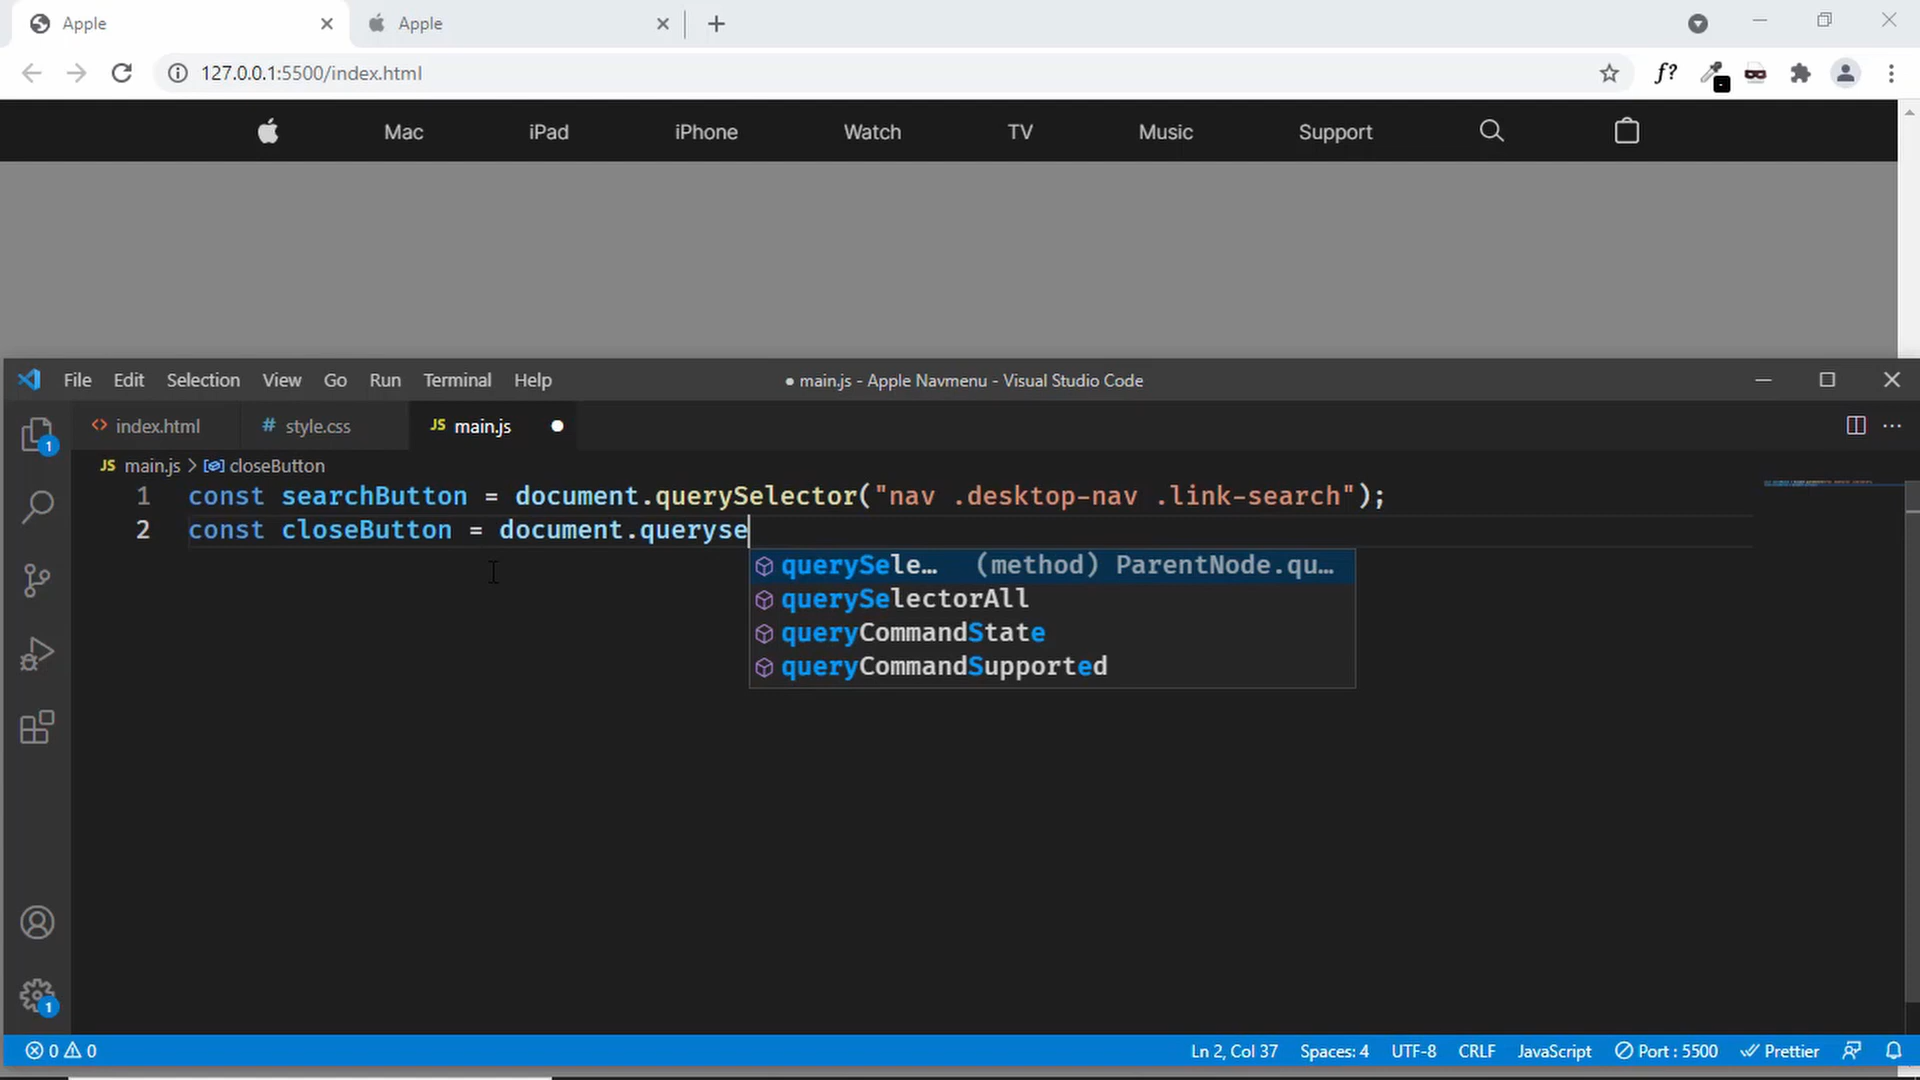 Apple
Apple
127.0.0.1:5500/index.html
f?
Mac iPad iPhone Watch TV Music Support
File Edit Selection View Go Run Terminal Help
● main.js - Apple Navmenu - Visual Studio Code
index.html
# style.css
JS main.js
JS main.js > closeButton
1 const searchButton = document.querySelector("nav .desktop-nav .link-search");
2 const closeButton = document.queryse
querySele… (method) ParentNode.qu…
querySelectorAll
queryCommandState
queryCommandSupported
1
1
0 0 Ln 2, Col 37 Spaces: 4 UTF-8 CRLF JavaScript Port : 5500 Prettier